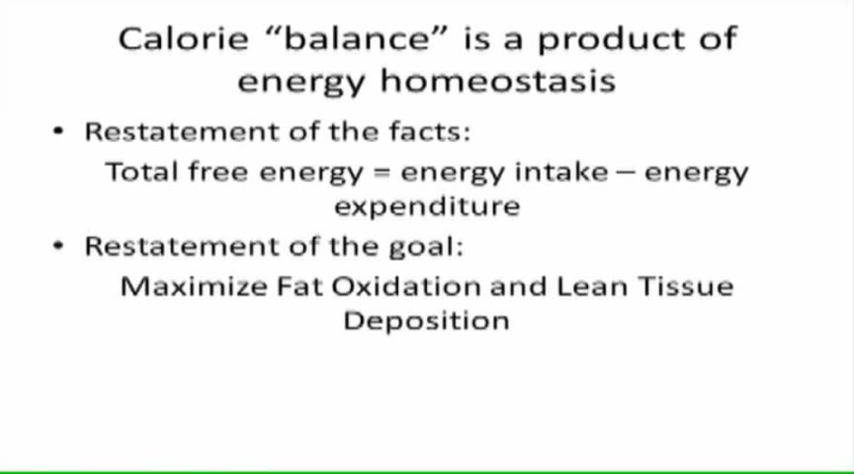 Calorie “balance” is a product of
energy homeostasis
• Restatement of the facts:
Total free energy = energy intake – energy
expenditure
• Restatement of the goal:
Maximize Fat Oxidation and Lean Tissue
Deposition